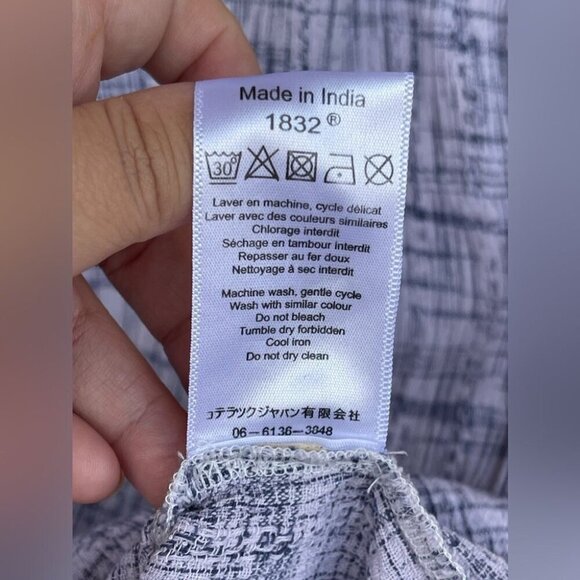 Made in India
1832®
30°
Laver en machine, cycle délicat
Laver avec des couleurs similaires
Chlorage interdit
Séchage en tambour interdit
Repasser au fer doux
Nettoyage à sec interdit
Machine wash, gentle cycle
Wash with similar colour
Do not bleach
Tumble dry forbidden
Cool iron
Do not dry clean
コテラックジャパン有限会社
06-6136-3848